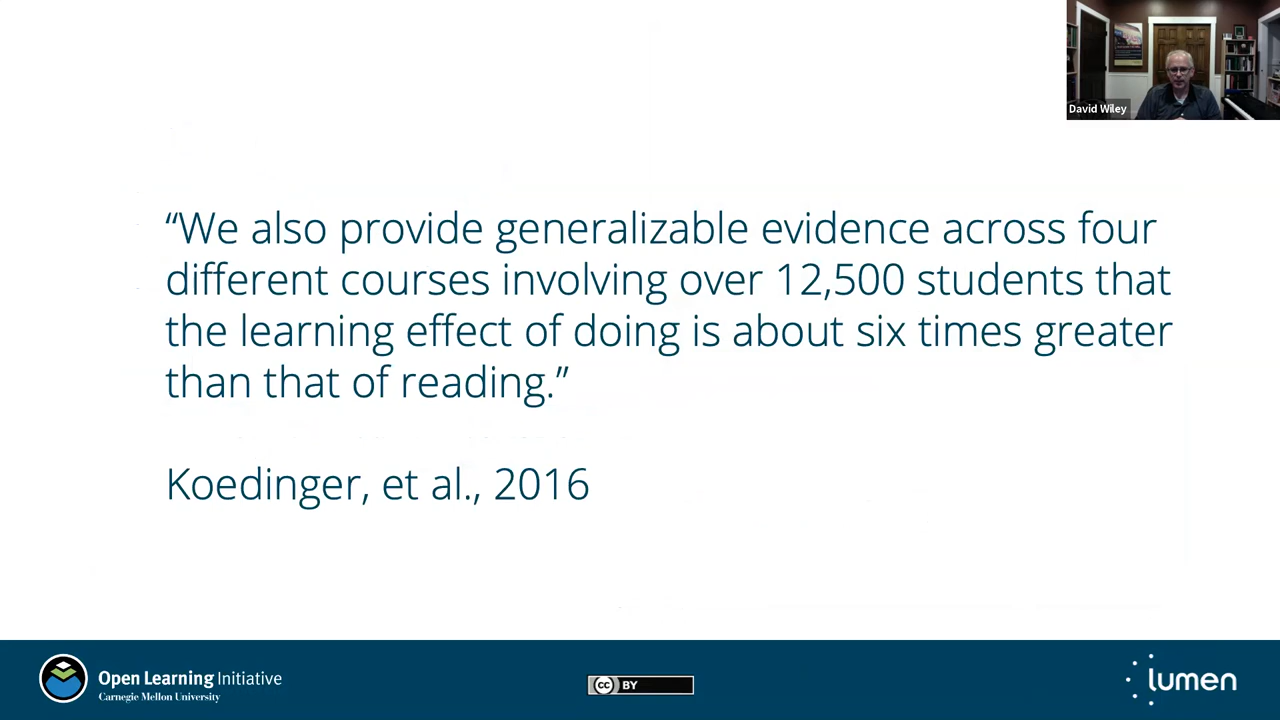 David Wiley
“We also provide generalizable evidence across four
different courses involving over 12,500 students that
the learning effect of doing is about six times greater
than that of reading.”
Koedinger, et al., 2016
Open Learning Initiative
Carnegie Mellon University
cc BY
lumen